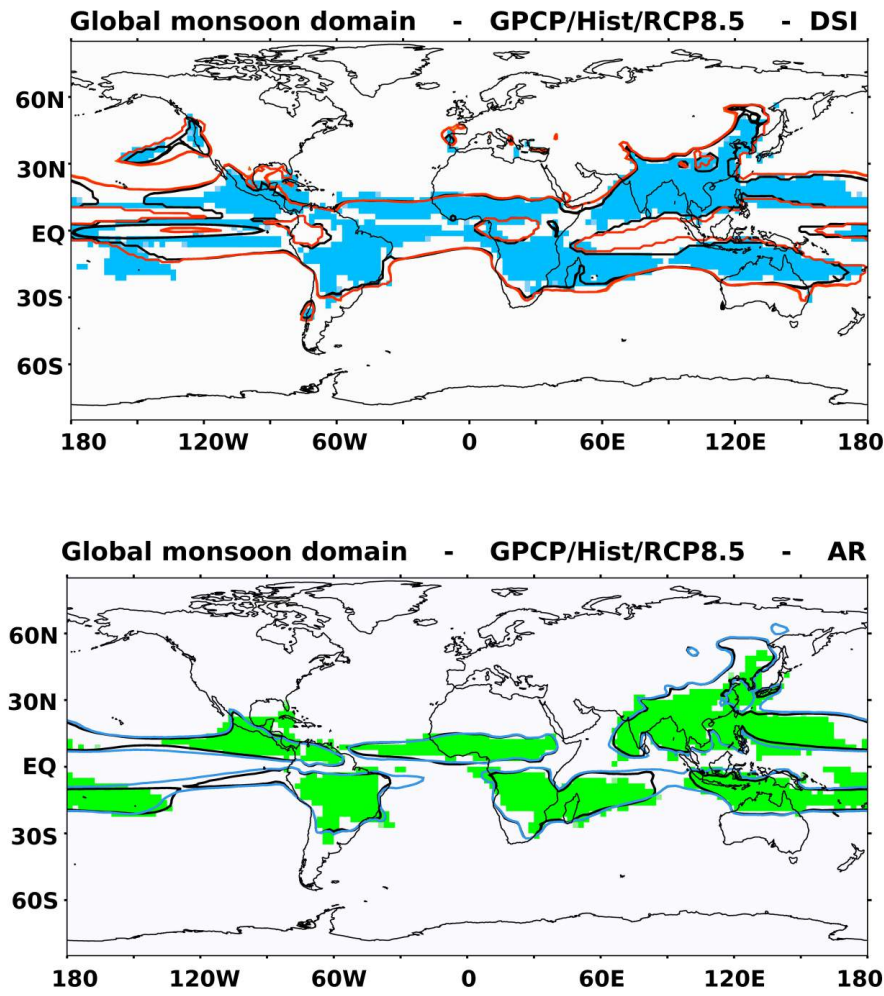 Global monsoon domain - GPCP/Hist/RCP8.5 - DSI
60N
30N
EQ
30S
60S
180 120W 60W 0 60E 120E 180
Global monsoon domain - GPCP/Hist/RCP8.5 - AR
60N
30N
EQ
30S
60S
180 120W 60W 0 60E 120E 180